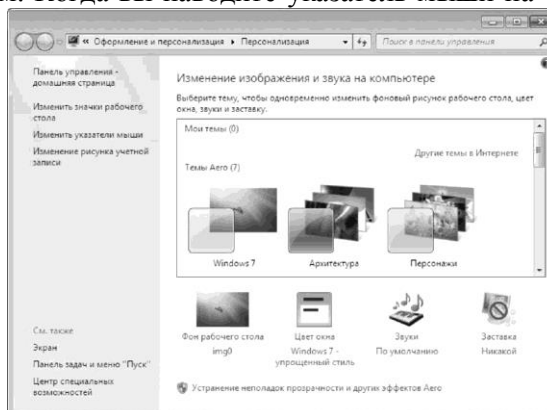 м. Когда Вы наводите указатель мыши на
« Оформление и персонализация ▸ Персонализация
Поиск в панели управления
Панель управления -
домашняя страница
Изменить значки рабочего
стола
Изменить указатели мыши
Изменение рисунка учетной
записи
См. также
Экран
Панель задач и меню "Пуск"
Центр специальных
возможностей
Изменение изображения и звука на компьютере
Выберите тему, чтобы одновременно изменить фоновый рисунок рабочего стола, цвет
окна, звуки и заставку.
Мои темы (0)
Другие темы в Интернете
Темы Aero (7)
Windows 7
Архитектура
Персонажи
Фон рабочего стола
img0
Цвет окна
Windows 7 -
упрощенный стиль
Звуки
По умолчанию
Заставка
Никакой
Устранение неполадок прозрачности и других эффектов Aero